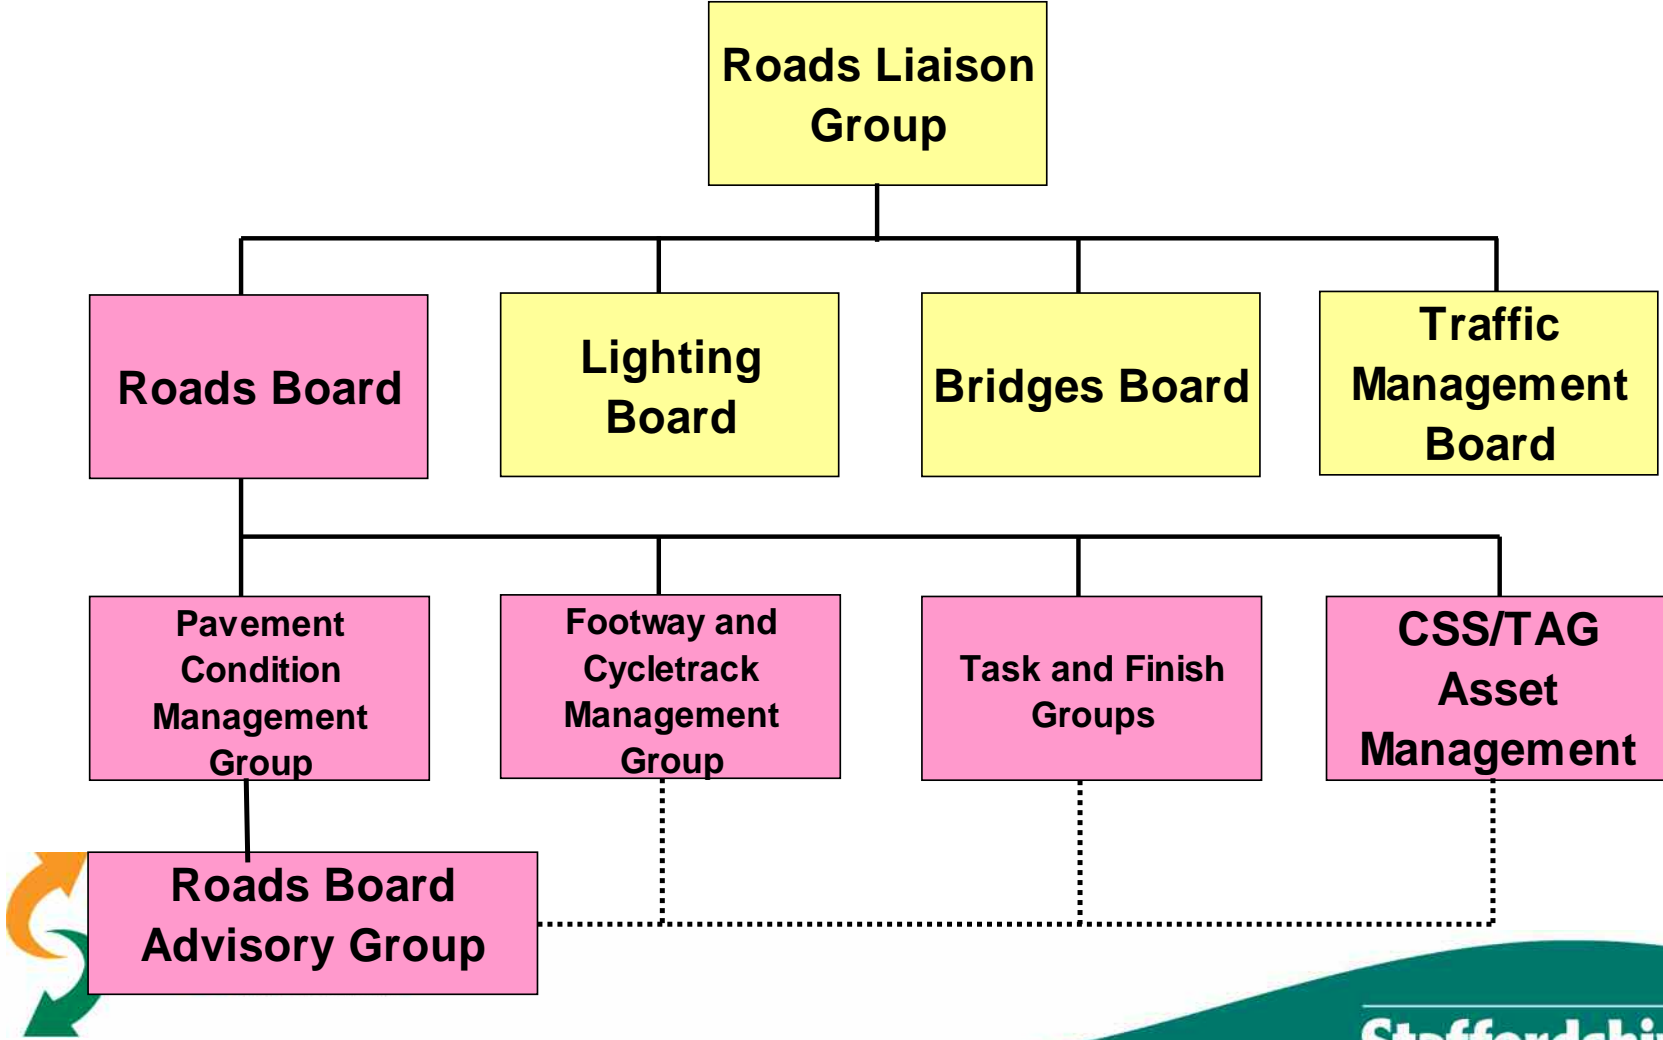 Roads Liaison
Group
Roads Board
Lighting
Board
Bridges Board
Traffic
Management
Board
Pavement
Condition
Management
Group
Footway and
Cycletrack
Management
Group
Task and Finish
Groups
CSS/TAG
Asset
Management
Roads Board
Advisory Group